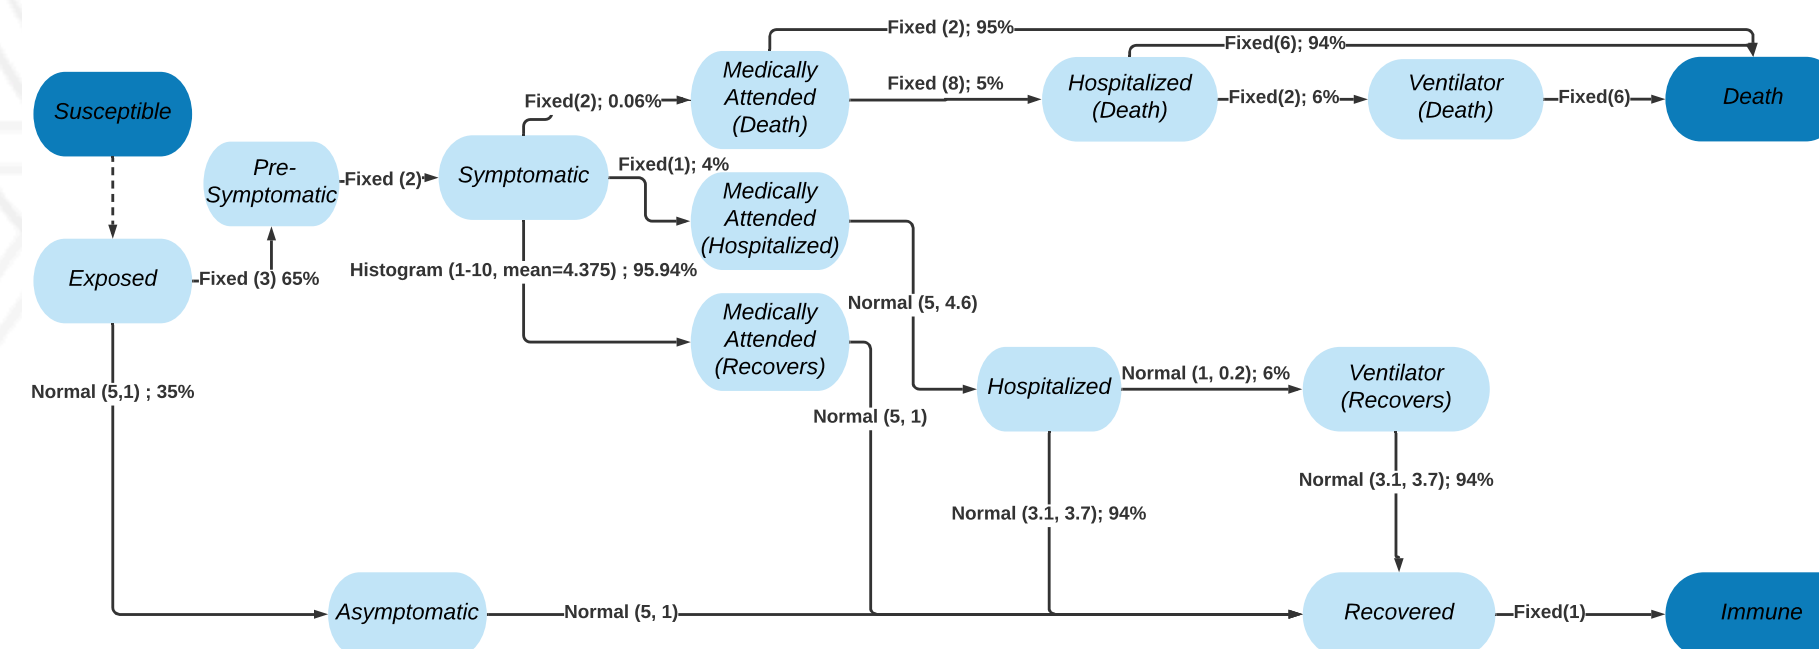 Fixed (2); 95%
Fixed(6); 94%
Medically
Attended
(Death)
Fixed (8); 5%
Hospitalized
(Death)
Fixed(2); 6%
Ventilator
(Death)
Fixed(6)
Death
Susceptible
Fixed(2); 0.06%
Pre-
Symptomatic
Fixed (2)
Symptomatic
Fixed(1); 4%
Medically
Attended
(Hospitalized)
Exposed
Fixed (3) 65%
Histogram (1-10, mean=4.375) ; 95.94%
Normal (5, 4.6)
Medically
Attended
(Recovers)
Normal (5,1) ; 35%
Hospitalized
Normal (1, 0.2); 6%
Ventilator
(Recovers)
Normal (5, 1)
Normal (3.1, 3.7); 94%
Normal (3.1, 3.7); 94%
Asymptomatic
Normal (5, 1)
Recovered
Fixed(1)
Immune